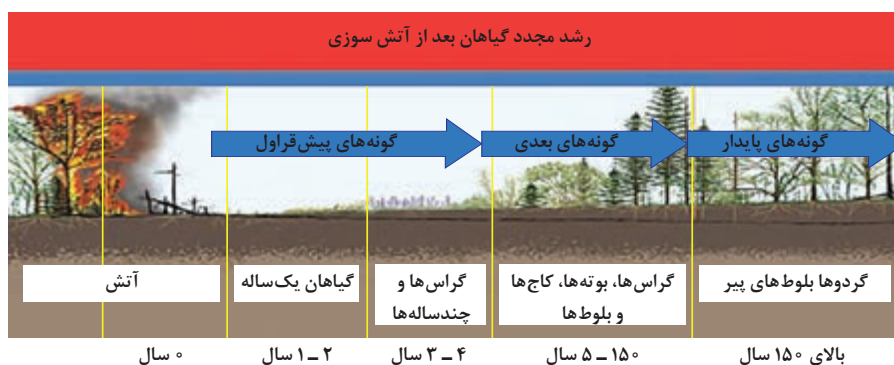 رشد مجدد گیاهان بعد از آتش سوزی
گونه‌های پیش‌قراول
گونه‌های بعدی
گونه‌های پایدار
آتش
گیاهان یک‌ساله
گراس‌ها و
چندساله‌ها
گراس‌ها، بوته‌ها، کاج‌ها
و بلوط‌ها
گردوها بلوط‌های پیر
۰ سال
۲ ـ ۱ سال
۴ ـ ۳ سال
۱۵۰ ـ ۵ سال
بالای ۱۵۰ سال